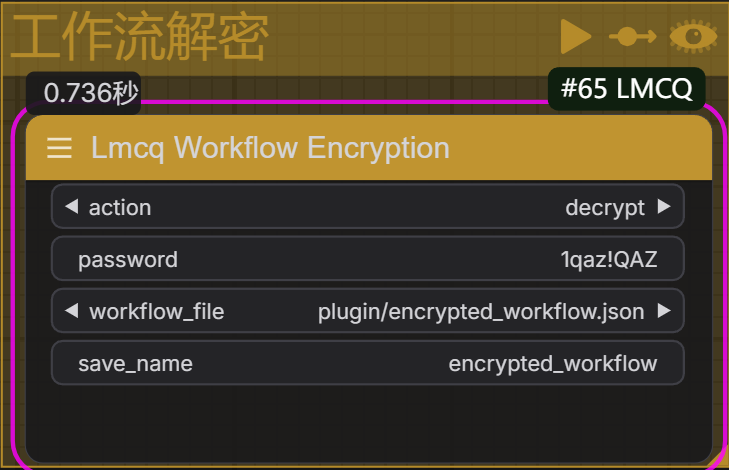 工作流解密
0.736秒
#65 LMCQ
Lmcq Workflow Encryption
action decrypt
password 1qaz!QAZ
workflow_file plugin/encrypted_workflow.json
save_name encrypted_workflow